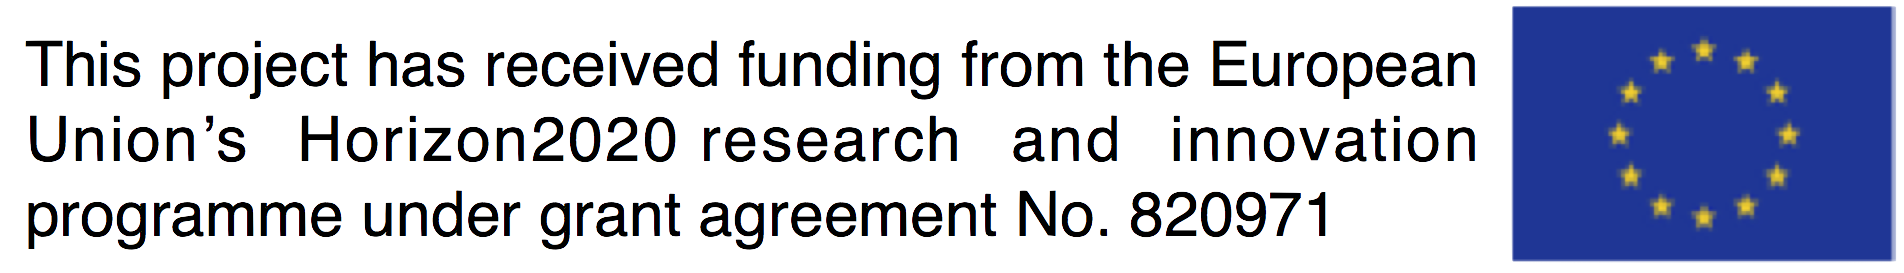 This project has received funding from the European
Union’s Horizon2020 research and innovation
programme under grant agreement No. 820971